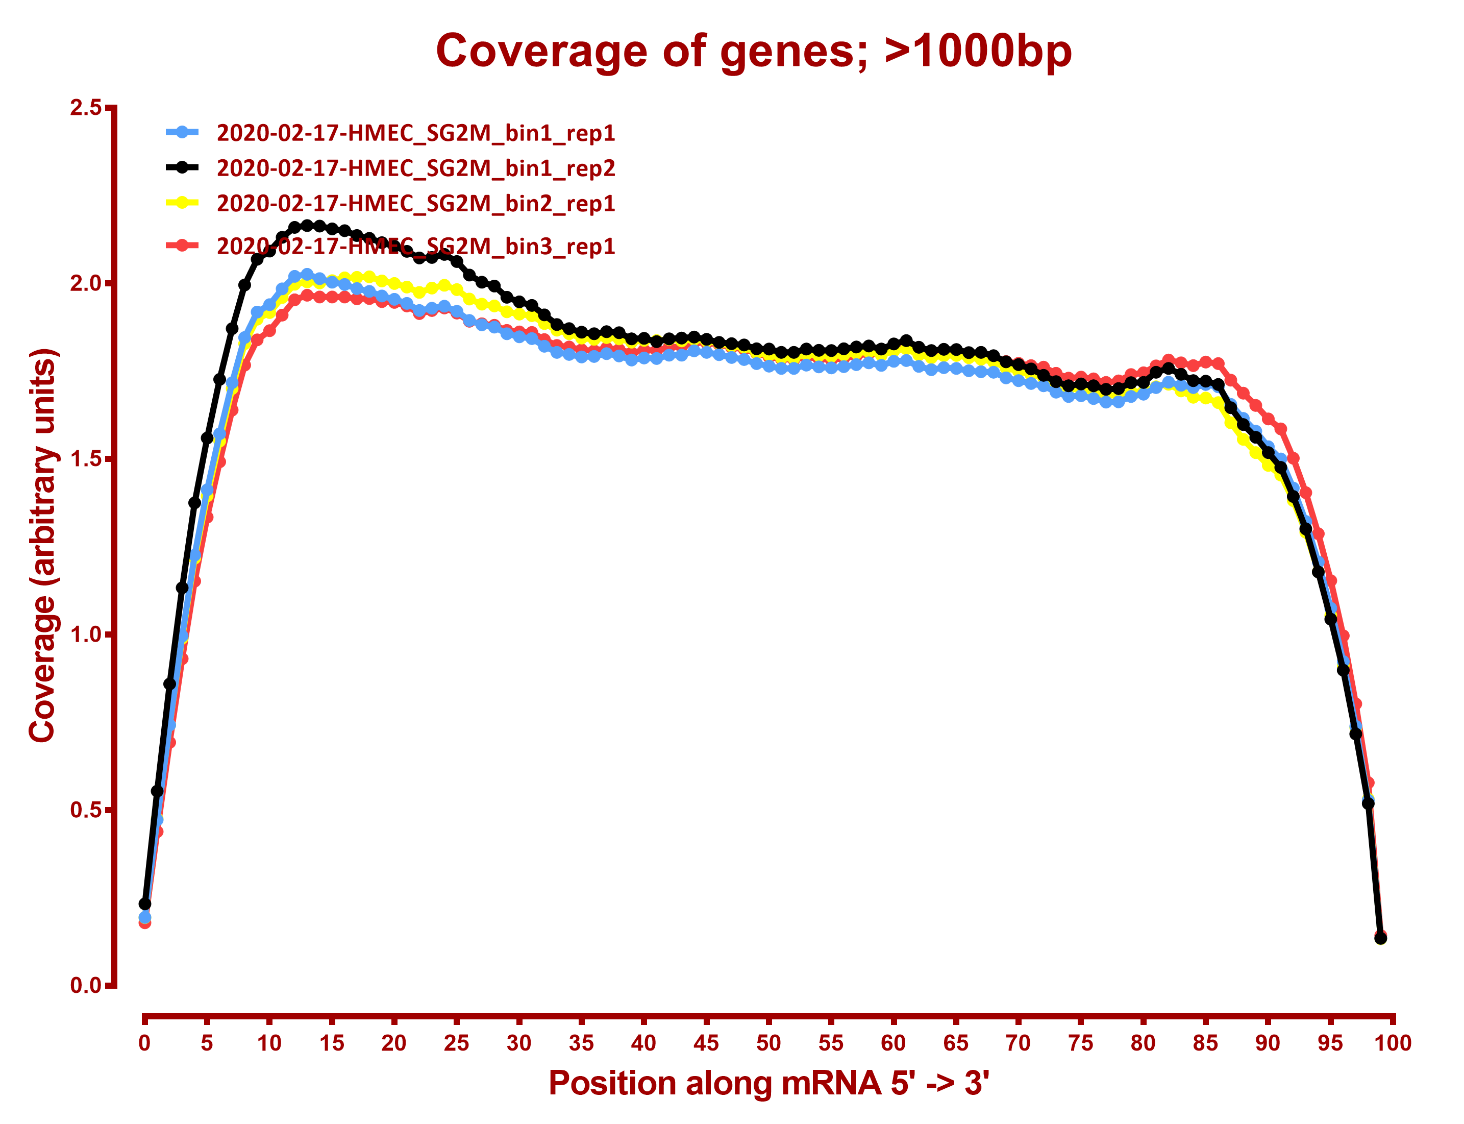 Coverage of genes; >1000bp
2020-02-17-HMEC_SG2M_bin1_rep1
2020-02-17-HMEC_SG2M_bin1_rep2
2020-02-17-HMEC_SG2M_bin2_rep1
2020-02-17-HMEC_SG2M_bin3_rep1
Coverage (arbitrary units)
2.5
2.0
1.5
1.0
0.5
0.0
0 5 10 15 20 25 30 35 40 45 50 55 60 65 70 75 80 85 90 95 100
Position along mRNA 5' -> 3'